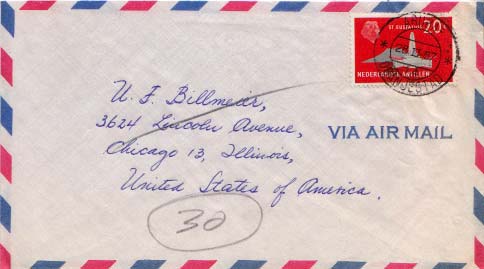 ST EUSTATIUS
20c
NEDERLANDSE ANTILLEN
U. F. Billmeier,
3624 Lincoln Avenue,
Chicago 13, Illinois,
United States of America.
VIA AIR MAIL
30